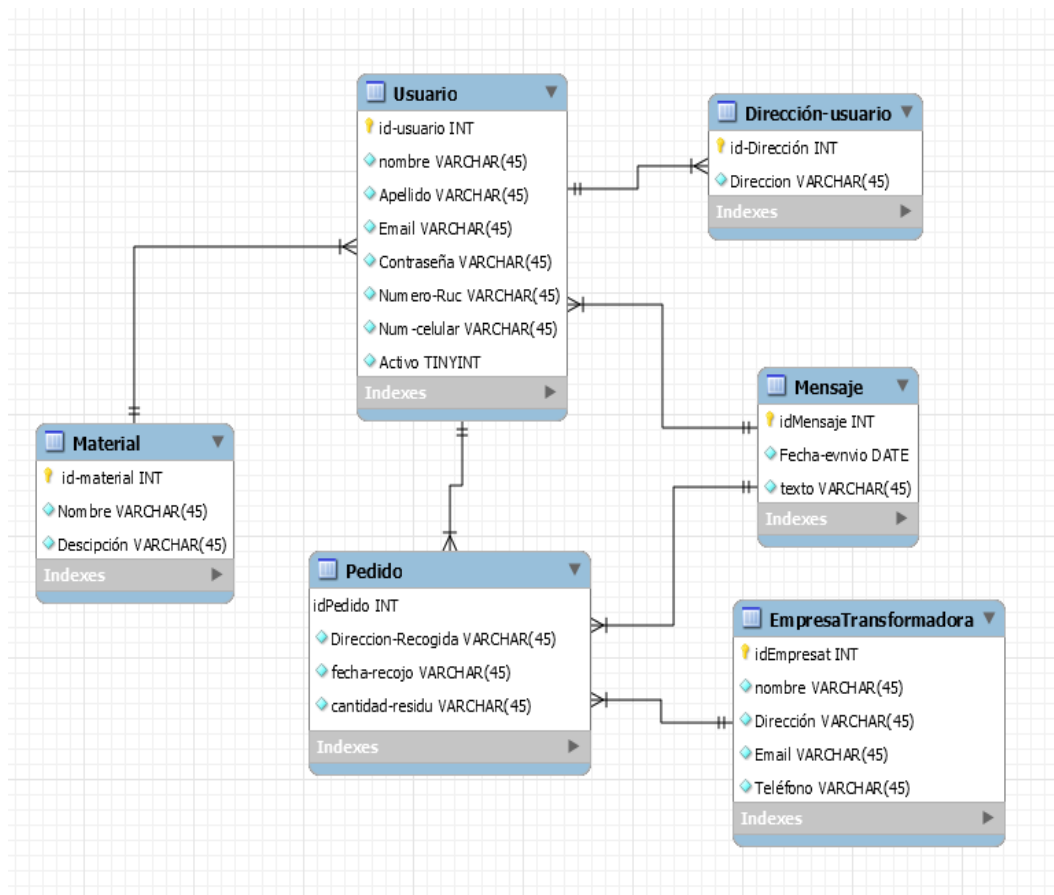 Usuario
id-usuario INT
nombre VARCHAR(45)
Apellido VARCHAR(45)
Email VARCHAR(45)
Contraseña VARCHAR(45)
Numero-Ruc VARCHAR(45)
Num-celular VARCHAR(45)
Activo TINYINT
Indexes
Dirección-usuario
id-Dirección INT
Direccion VARCHAR(45)
Indexes
Material
id-material INT
Nombre VARCHAR(45)
Descipción VARCHAR(45)
Indexes
Mensaje
idMensaje INT
Fecha-evnvio DATE
texto VARCHAR(45)
Indexes
Pedido
idPedido INT
Direccion-Recogida VARCHAR(45)
fecha-recojo VARCHAR(45)
cantidad-residu VARCHAR(45)
Indexes
EmpresaTransformadora
idEmpresat INT
nombre VARCHAR(45)
Dirección VARCHAR(45)
Email VARCHAR(45)
Teléfono VARCHAR(45)
Indexes